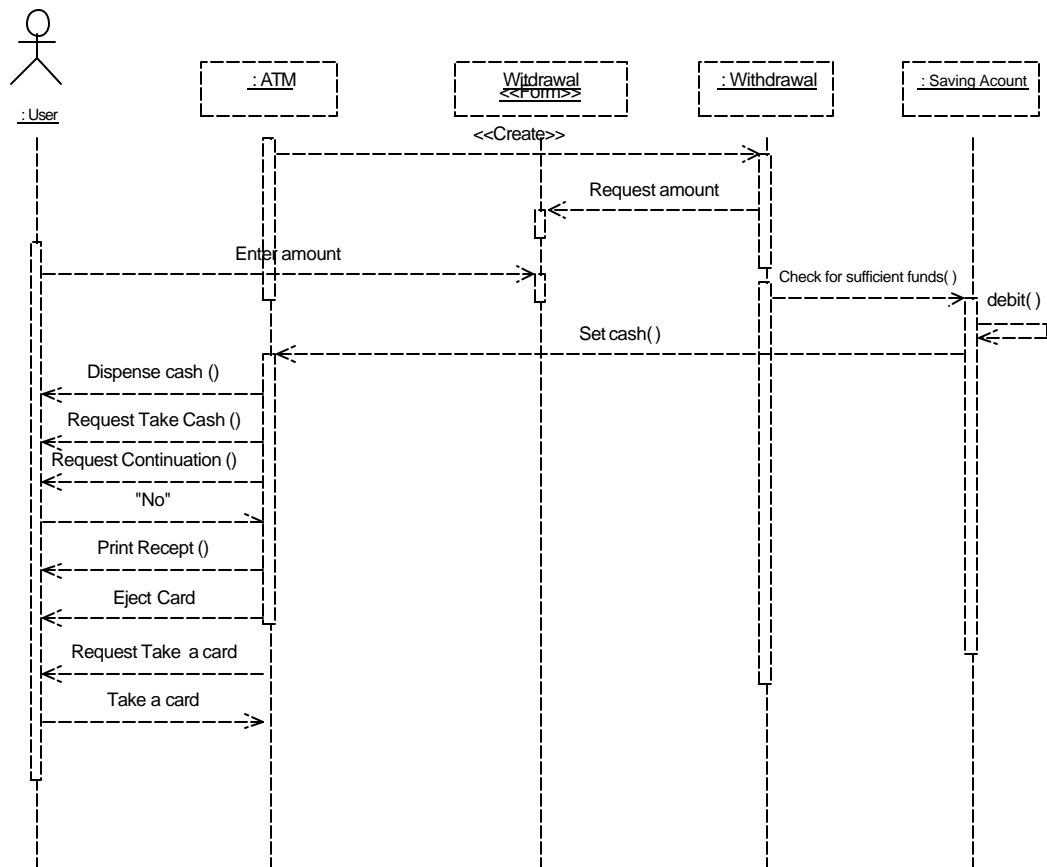 : User
: ATM
Witdrawal
<<Form>>
: Withdrawal
: Saving Acount
<<Create>>
Request amount
Enter amount
Check for sufficient funds( )
debit( )
Set cash( )
Dispense cash ()
Request Take Cash ()
Request Continuation ()
"No"
Print Recept ()
Eject Card
Request Take a card
Take a card